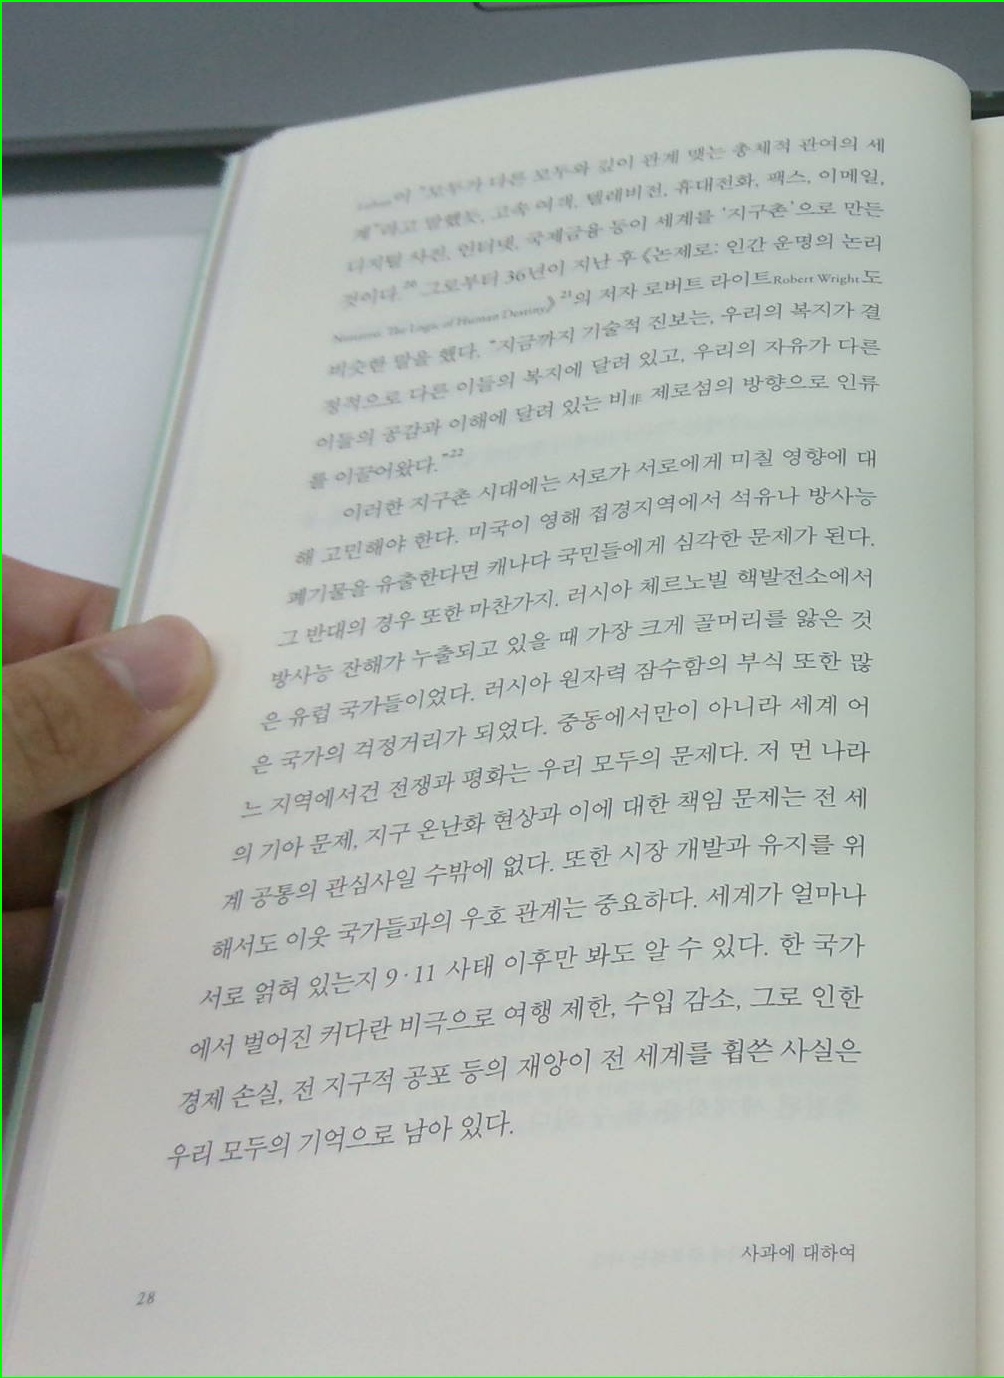 Luhan이 "모두가 다른 모두와 깊이 관계 맺는 총체적 관여의 세
계"라고 말했듯, 고속 여객, 텔레비전, 휴대전화, 팩스, 이메일,
디지털 사진, 인터넷, 국제금융 등이 세계를 '지구촌'으로 만든
것이다.20 그로부터 36년이 지난 후 《논제로: 인간 운명의 논리
Nonzero: The Logic of Human Destiny》21의 저자 로버트 라이트Robert Wright도
비슷한 말을 했다. "지금까지 기술적 진보는, 우리의 복지가 결
정적으로 다른 이들의 복지에 달려 있고, 우리의 자유가 다른
이들의 공감과 이해에 달려 있는 비非 제로섬의 방향으로 인류
를 이끌어왔다."22
이러한 지구촌 시대에는 서로가 서로에게 미칠 영향에 대
해 고민해야 한다. 미국이 영해 접경지역에서 석유나 방사능
폐기물을 유출한다면 캐나다 국민들에게 심각한 문제가 된다.
그 반대의 경우 또한 마찬가지. 러시아 체르노빌 핵발전소에서
방사능 잔해가 누출되고 있을 때 가장 크게 골머리를 앓은 것
은 유럽 국가들이었다. 러시아 원자력 잠수함의 부식 또한 많
은 국가의 걱정거리가 되었다. 중동에서만이 아니라 세계 어
느 지역에서건 전쟁과 평화는 우리 모두의 문제다. 저 먼 나라
의 기아 문제, 지구 온난화 현상과 이에 대한 책임 문제는 전 세
계 공통의 관심사일 수밖에 없다. 또한 시장 개발과 유지를 위
해서도 이웃 국가들과의 우호 관계는 중요하다. 세계가 얼마나
서로 얽혀 있는지 9·11 사태 이후만 봐도 알 수 있다. 한 국가
에서 벌어진 커다란 비극으로 여행 제한, 수입 감소, 그로 인한
경제 손실, 전 지구적 공포 등의 재앙이 전 세계를 휩쓴 사실은
우리 모두의 기억으로 남아 있다.
사과에 대하여
28